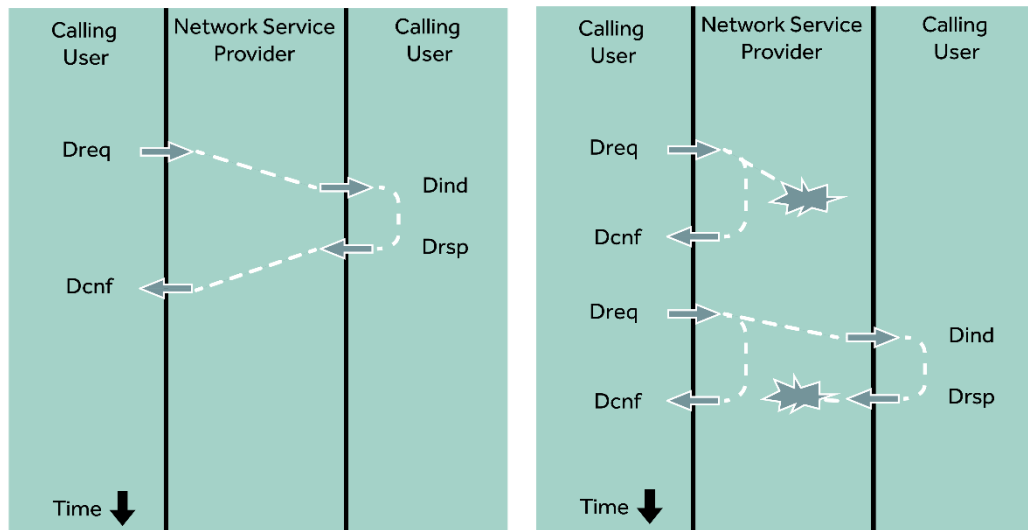 Calling
User
Network Service
Provider
Calling
User
Dreq
Dind
Drsp
Dcnf
Time
Calling
User
Network Service
Provider
Calling
User
Dreq
Dcnf
Dreq
Dind
Dcnf
Drsp
Time